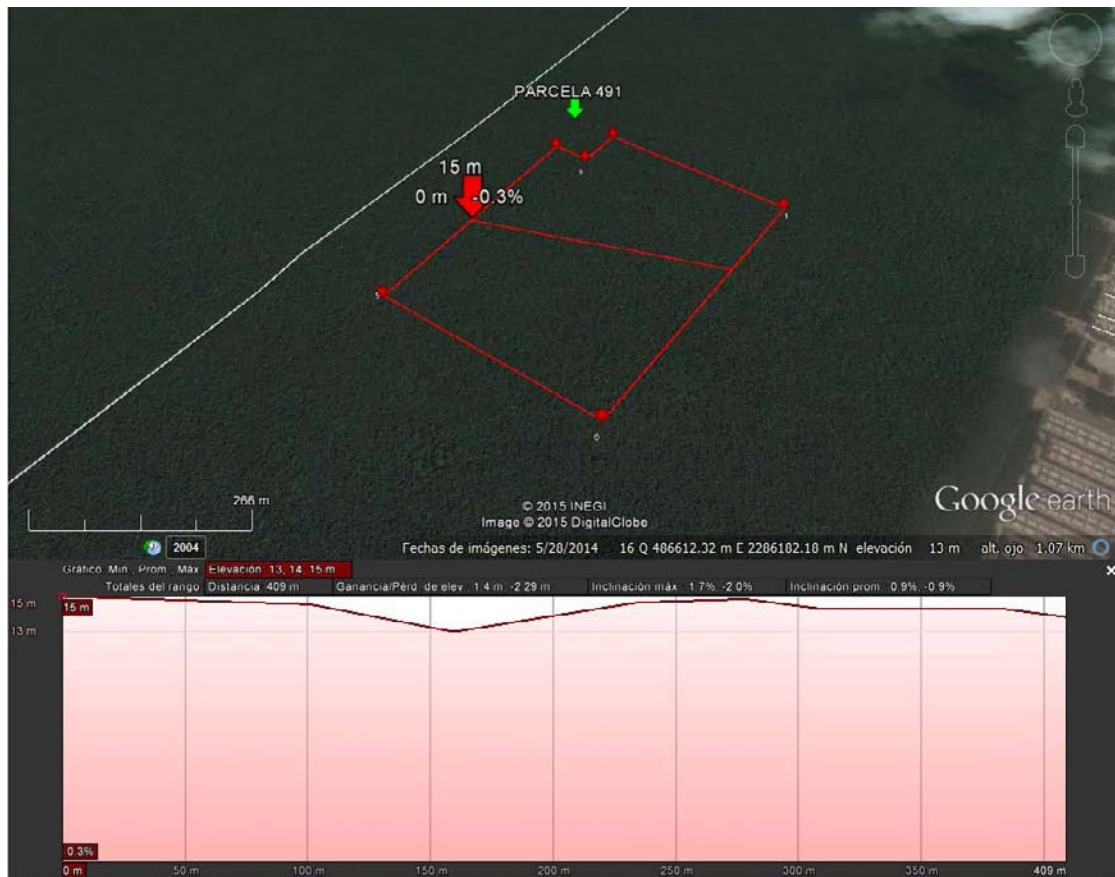 PARCELA 491
15 m
0 m -0.3%
1
5
6
266 m
© 2015 INEGI
Image © 2015 DigitalGlobe
Google earth
2004
Fechas de imágenes: 5/28/2014 16 Q 486612.32 m E 2286182.18 m N elevación 13 m alt. ojo 1.07 km
Gráfico: Mín., Prom., Máx. Elevación: 13, 14, 15 m
Totales del rango: Distancia: 409 m Ganancia/Pérd. de elev.: 1.4 m, -2.29 m Inclinación máx.: 1.7%, -2.0% Inclinación prom.: 0.9%, -0.9%
15 m
15 m
13 m
-0.3%
0 m 50 m 100 m 150 m 200 m 250 m 300 m 350 m 409 m